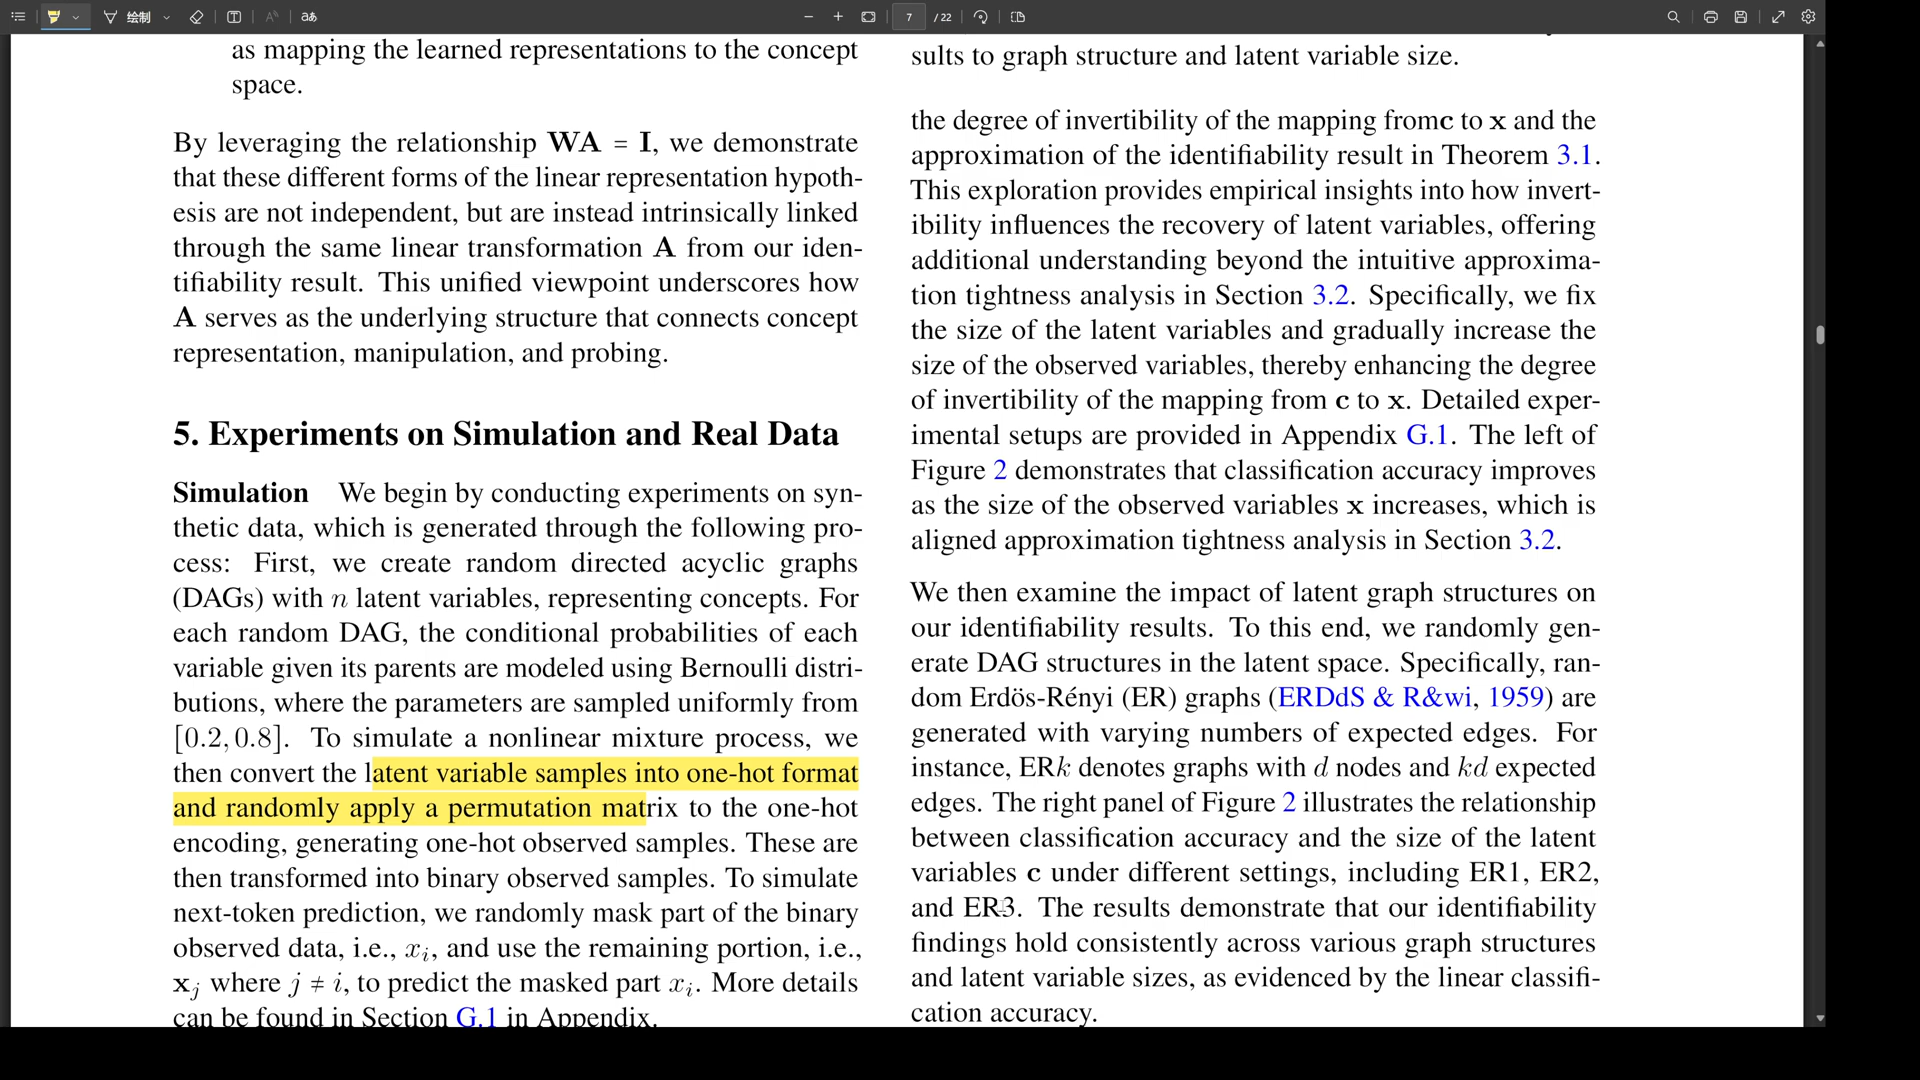 绘制
aあ
7
/ 22
as mapping the learned representations to the concept
space.
By leveraging the relationship WA = I, we demonstrate
that these different forms of the linear representation hypoth-
esis are not independent, but are instead intrinsically linked
through the same linear transformation A from our iden-
tifiability result. This unified viewpoint underscores how
A serves as the underlying structure that connects concept
representation, manipulation, and probing.
5. Experiments on Simulation and Real Data
Simulation We begin by conducting experiments on syn-
thetic data, which is generated through the following pro-
cess: First, we create random directed acyclic graphs
(DAGs) with n latent variables, representing concepts. For
each random DAG, the conditional probabilities of each
variable given its parents are modeled using Bernoulli distri-
butions, where the parameters are sampled uniformly from
[0.2, 0.8]. To simulate a nonlinear mixture process, we
then convert the latent variable samples into one-hot format
and randomly apply a permutation matrix to the one-hot
encoding, generating one-hot observed samples. These are
then transformed into binary observed samples. To simulate
next-token prediction, we randomly mask part of the binary
observed data, i.e., xᵢ, and use the remaining portion, i.e.,
xⱼ where j ≠ i, to predict the masked part xᵢ. More details
can be found in Section G.1 in Appendix.
sults to graph structure and latent variable size.
the degree of invertibility of the mapping fromc to x and the
approximation of the identifiability result in Theorem 3.1.
This exploration provides empirical insights into how invert-
ibility influences the recovery of latent variables, offering
additional understanding beyond the intuitive approxima-
tion tightness analysis in Section 3.2. Specifically, we fix
the size of the latent variables and gradually increase the
size of the observed variables, thereby enhancing the degree
of invertibility of the mapping from c to x. Detailed exper-
imental setups are provided in Appendix G.1. The left of
Figure 2 demonstrates that classification accuracy improves
as the size of the observed variables x increases, which is
aligned approximation tightness analysis in Section 3.2.
We then examine the impact of latent graph structures on
our identifiability results. To this end, we randomly gen-
erate DAG structures in the latent space. Specifically, ran-
dom Erdös-Rényi (ER) graphs (ERDdS & R&wi, 1959) are
generated with varying numbers of expected edges. For
instance, ERk denotes graphs with d nodes and kd expected
edges. The right panel of Figure 2 illustrates the relationship
between classification accuracy and the size of the latent
variables c under different settings, including ER1, ER2,
and ER3. The results demonstrate that our identifiability
findings hold consistently across various graph structures
and latent variable sizes, as evidenced by the linear classifi-
cation accuracy.